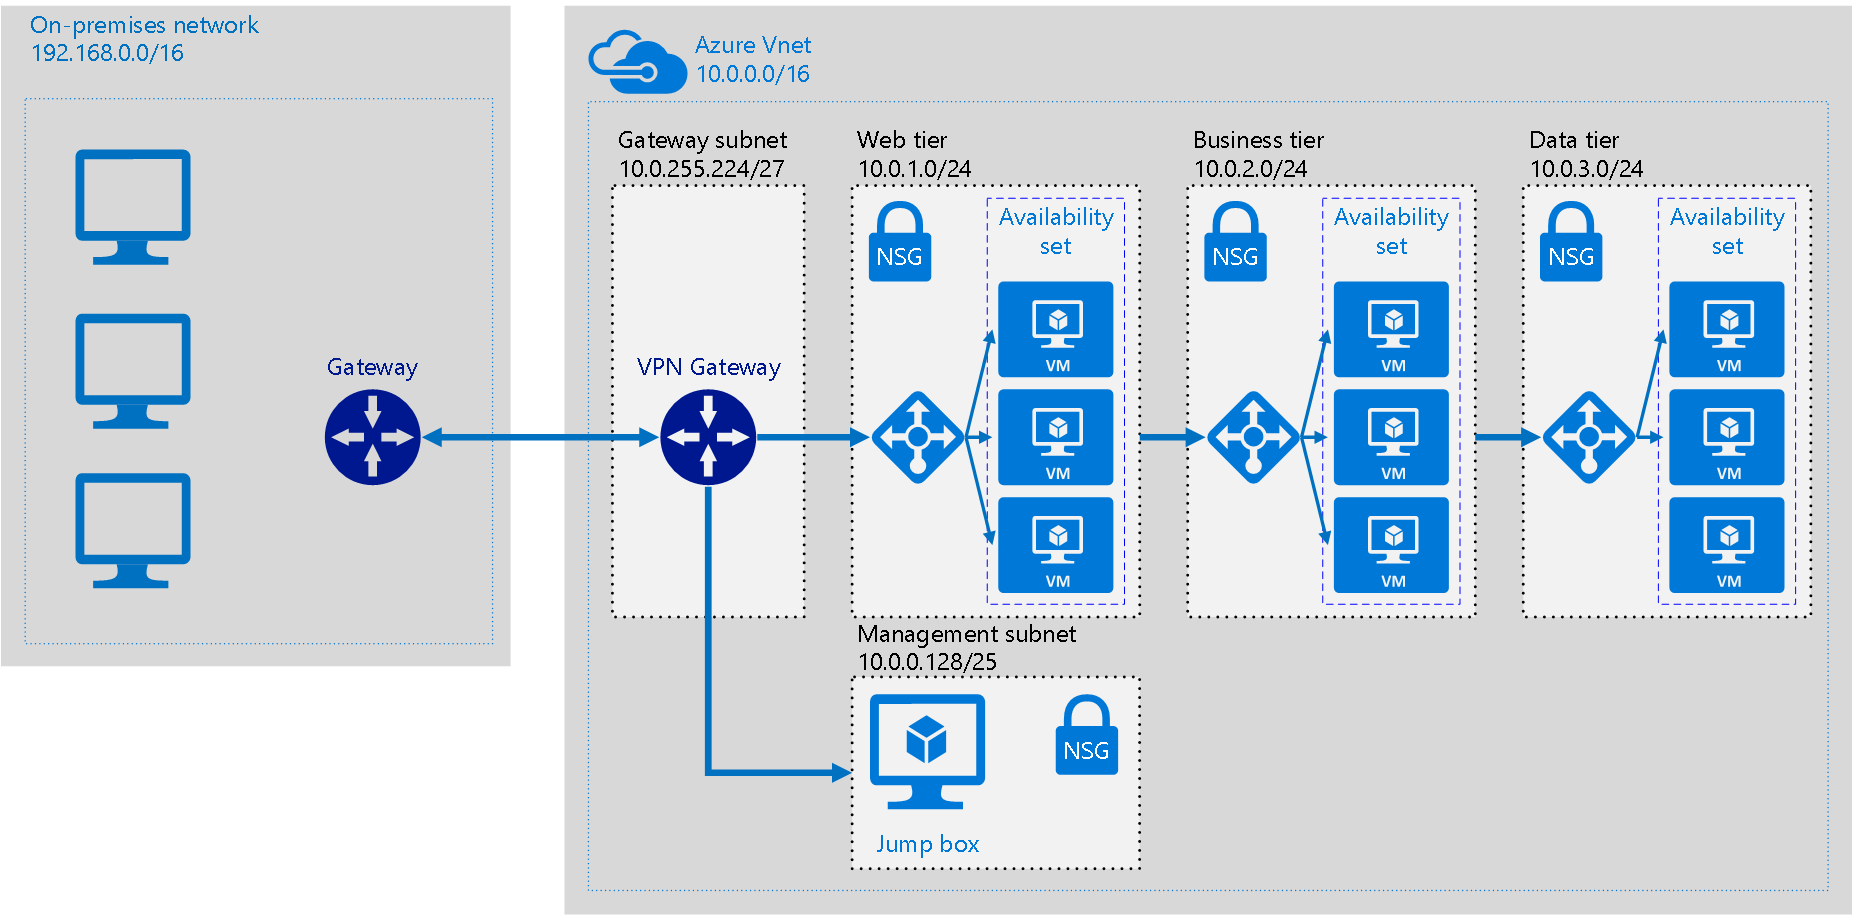 On-premises network
192.168.0.0/16
Gateway
Azure Vnet
10.0.0.0/16
Gateway subnet
10.0.255.224/27
VPN Gateway
Web tier
10.0.1.0/24
NSG
Availability
set
VM
VM
VM
Business tier
10.0.2.0/24
NSG
Availability
set
VM
VM
VM
Data tier
10.0.3.0/24
NSG
Availability
set
VM
VM
VM
Management subnet
10.0.0.128/25
NSG
Jump box